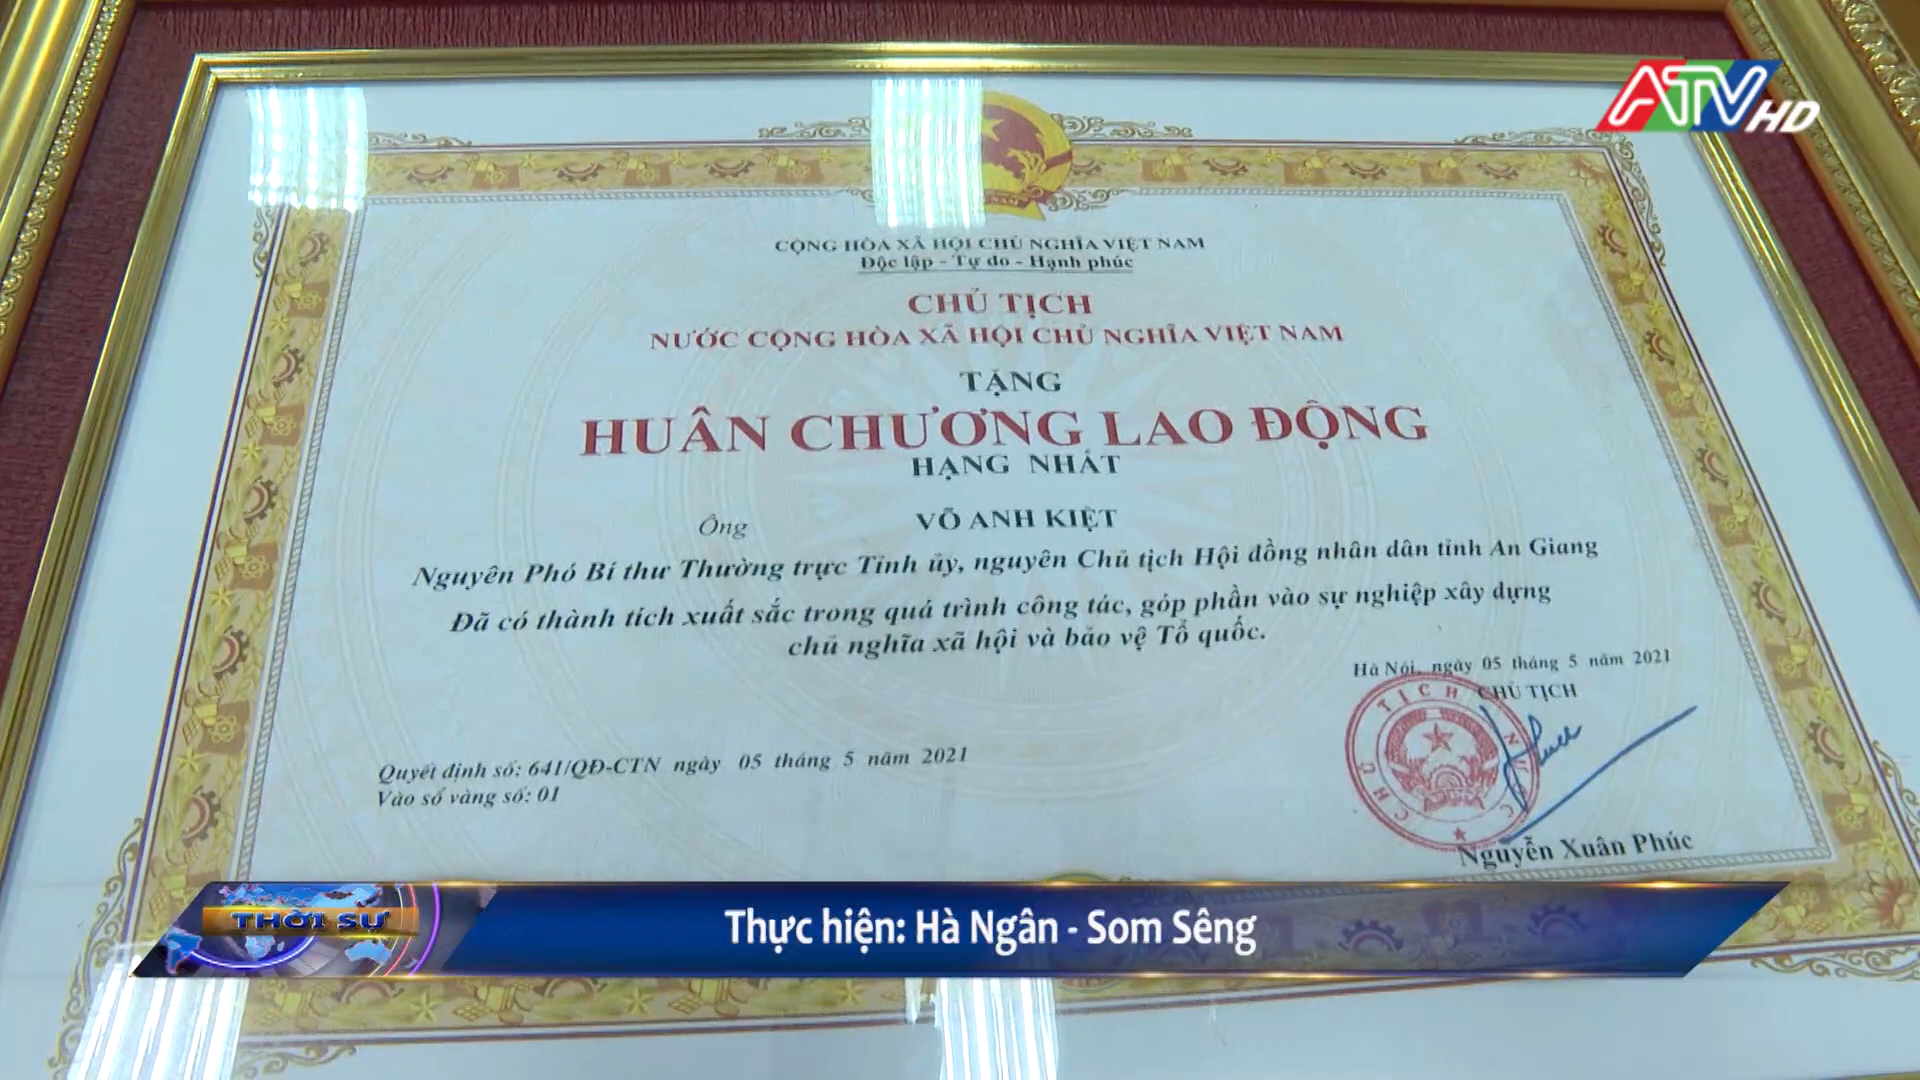 ATV HD
CỘNG HÒA XÃ HỘI CHỦ NGHĨA VIỆT NAM
Độc lập - Tự do - Hạnh phúc
CHỦ TỊCH
NƯỚC CỘNG HÒA XÃ HỘI CHỦ NGHĨA VIỆT NAM
TẶNG
HUÂN CHƯƠNG LAO ĐỘNG
HẠNG NHẤT
Ông VÕ ANH KIỆT
Nguyên Phó Bí thư Thường trực Tỉnh ủy, nguyên Chủ tịch Hội đồng nhân dân tỉnh An Giang
Đã có thành tích xuất sắc trong quá trình công tác, góp phần vào sự nghiệp xây dựng
chủ nghĩa xã hội và bảo vệ Tổ quốc.
Hà Nội, ngày 05 tháng 5 năm 2021
CHỦ TỊCH
CHỦ TỊCH NƯỚC
Quyết định số: 641/QĐ-CTN ngày 05 tháng 5 năm 2021
Vào sổ vàng số: 01
Nguyễn Xuân Phúc
THỜI SỰ
Thực hiện: Hà Ngân - Som Sêng